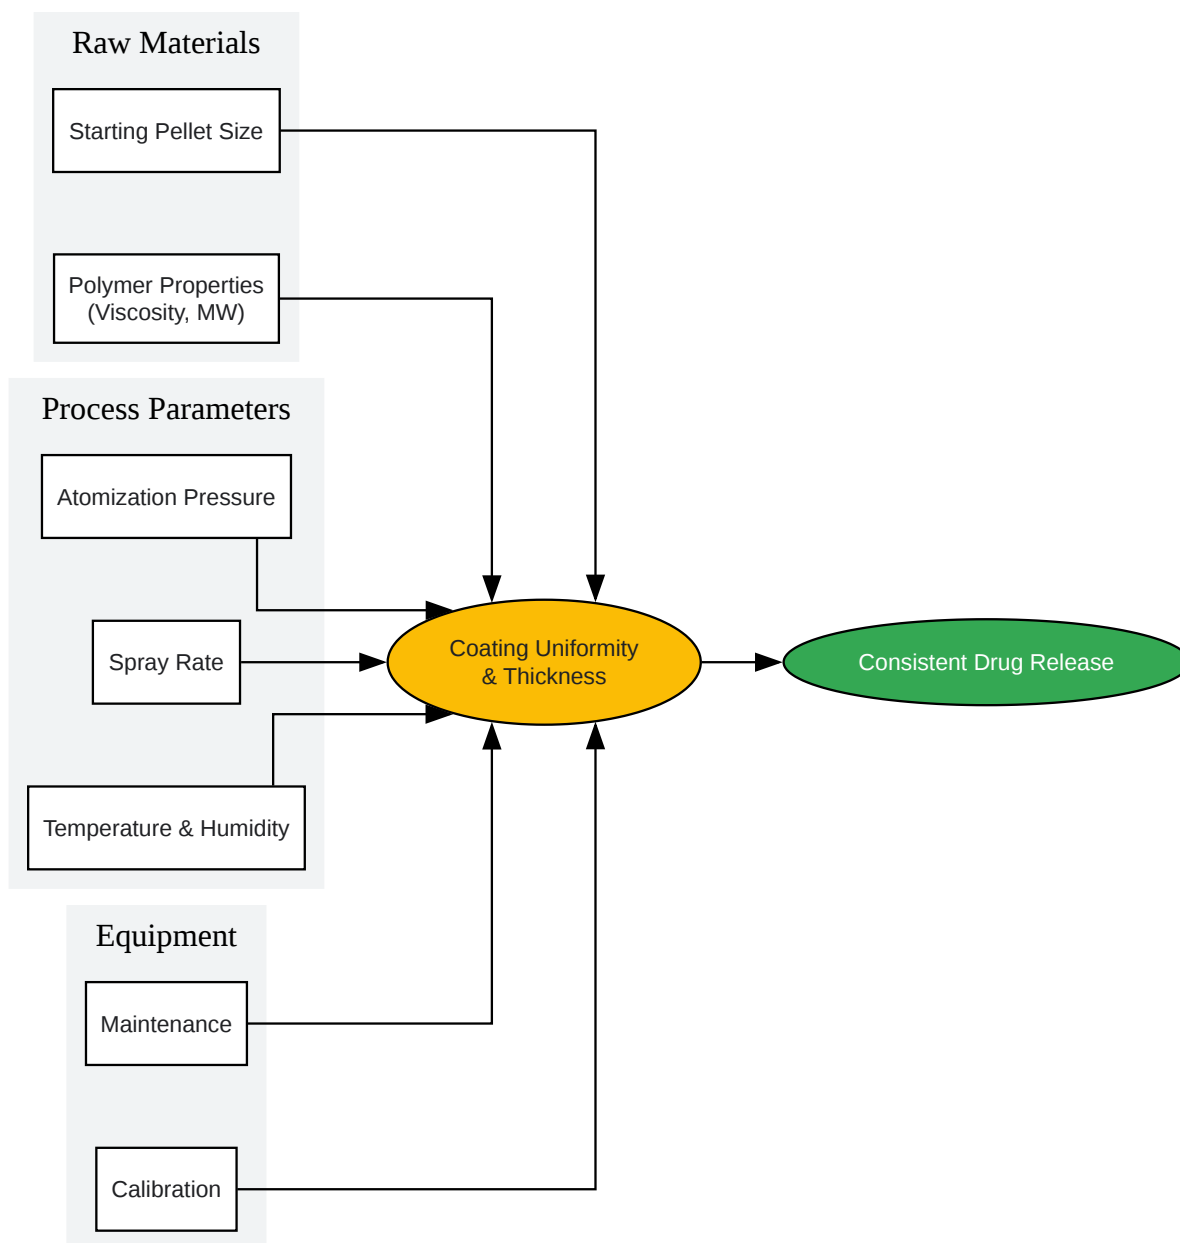 Raw Materials
Starting Pellet Size
Polymer Properties
(Viscosity, MW)
Process Parameters
Atomization Pressure
Spray Rate
Temperature & Humidity
Equipment
Maintenance
Calibration
Coating Uniformity
& Thickness
Consistent Drug Release